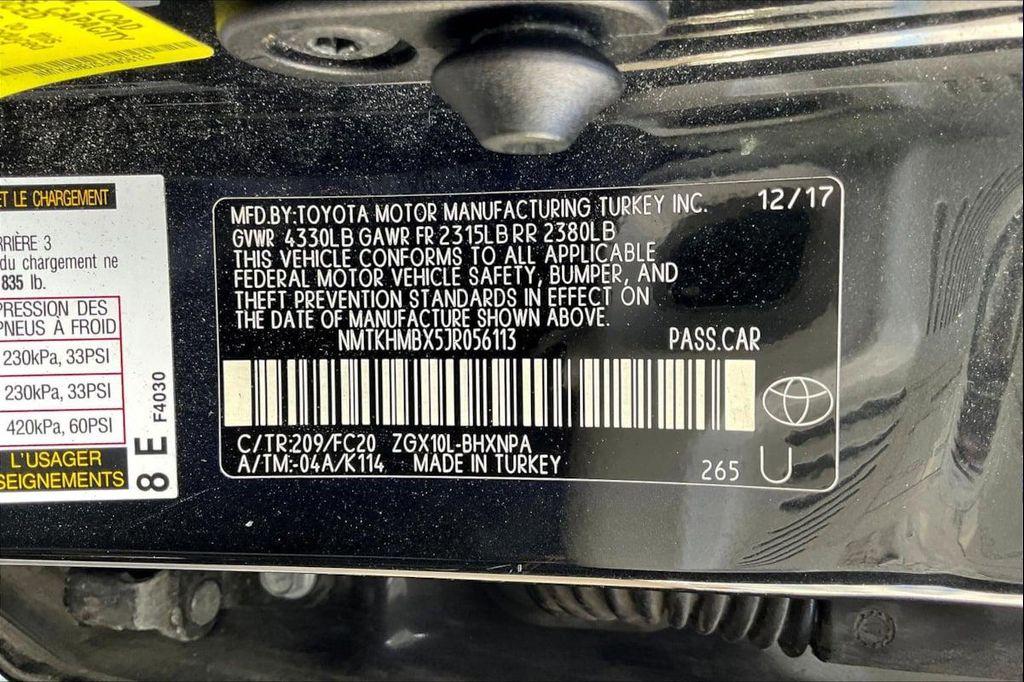 CAPACITY
ET LE CHARGEMENT
RRIÈRE 3
du chargement ne
835 lb.
PRESSION DES
PNEUS À FROID
230kPa, 33PSI
230kPa, 33PSI
420kPa, 60PSI
L'USAGER
SEIGNEMENTS
8 E
F4030
MFD.BY:TOYOTA MOTOR MANUFACTURING TURKEY INC. 12/17
GVWR 4330LB GAWR FR 2315LB RR 2380LB
THIS VEHICLE CONFORMS TO ALL APPLICABLE
FEDERAL MOTOR VEHICLE SAFETY, BUMPER, AND
THEFT PREVENTION STANDARDS IN EFFECT ON
THE DATE OF MANUFACTURE SHOWN ABOVE.
NMTKHMBX5JR056113 PASS.CAR
C/TR:209/FC20 ZGX10L-BHXNPA
A/TM:-04A/K114 MADE IN TURKEY
265 U